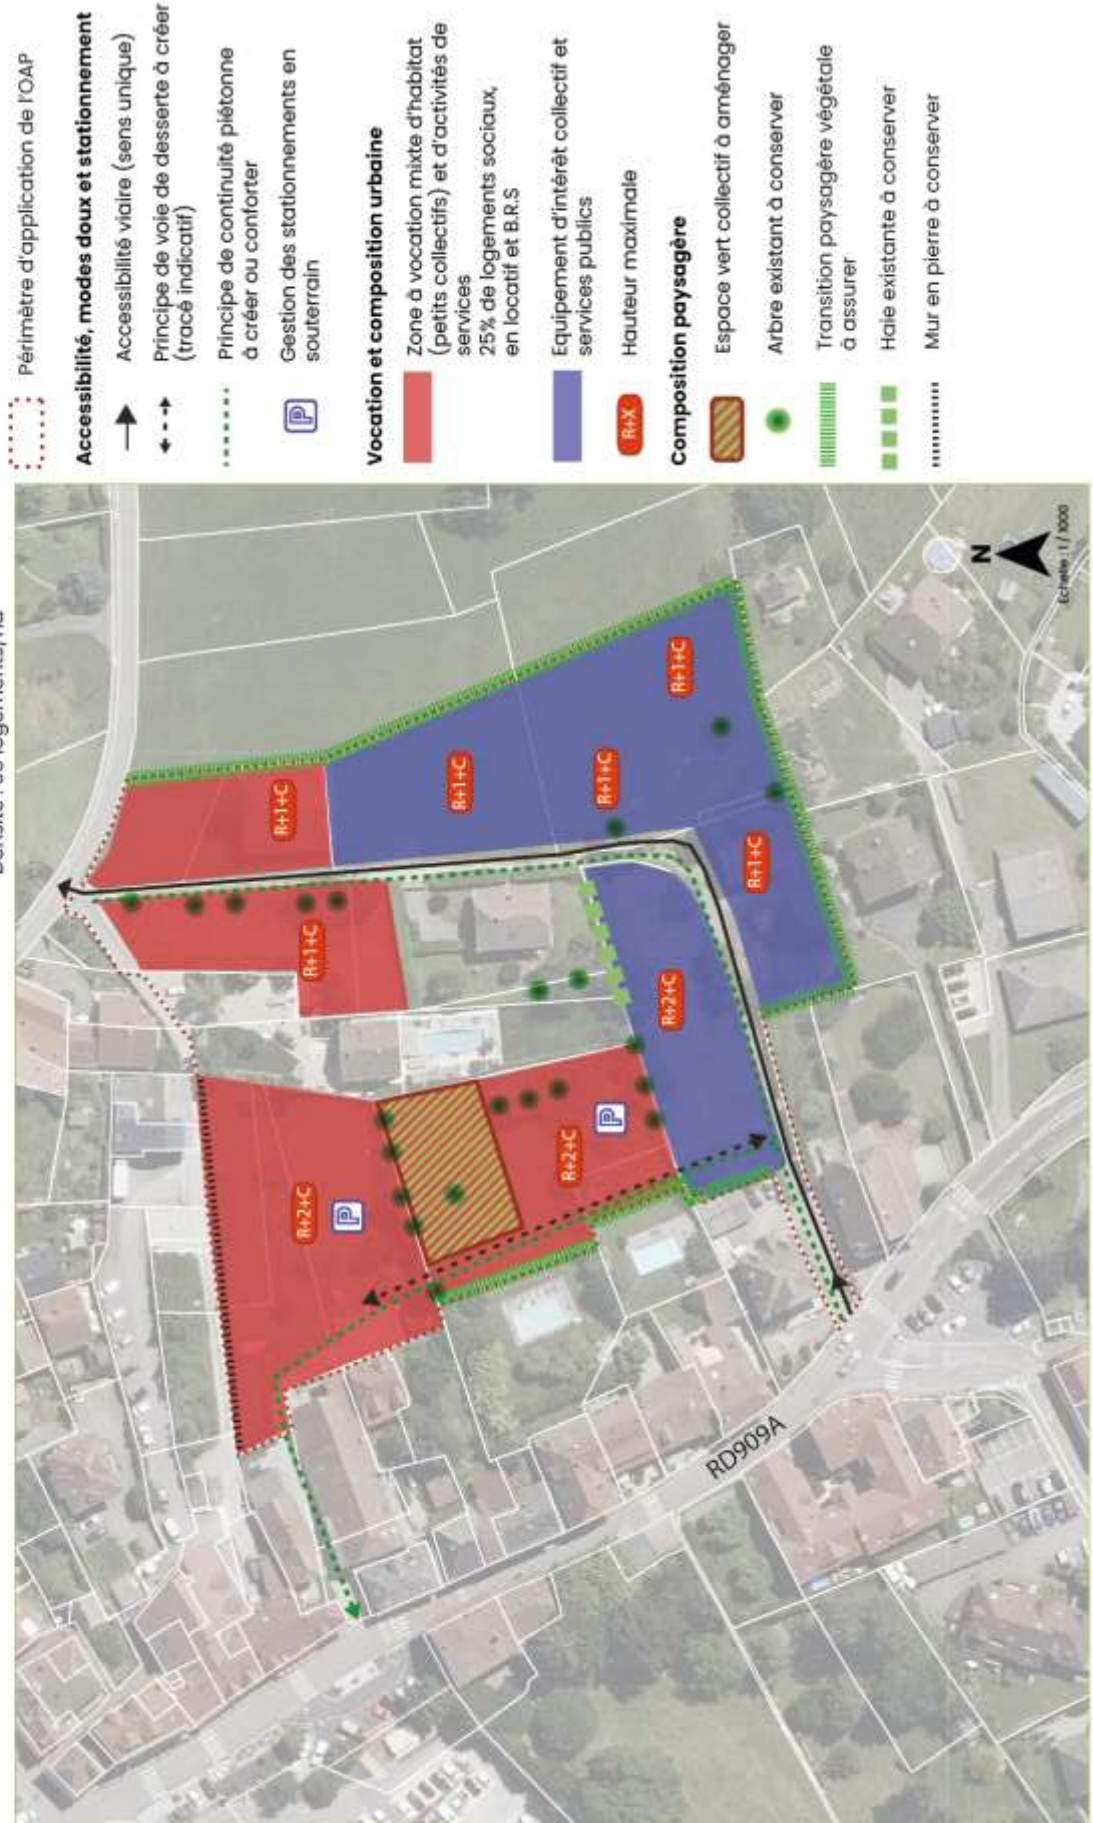 Périmètre d'application de l'OAP
Accessibilité, modes doux et stationnement
Accessibilité viaire (sens unique)
Principe de voie de desserte à créer
(tracé indicatif)
Principe de continuité piétonne
à créer ou conforter
Gestion des stationnements en
souterrain
P
Vocation et composition urbaine
Zone à vocation mixte d'habitat
(petits collectifs) et d'activités de
services
25% de logements sociaux,
en locatif et B.R.S
Equipement d'intérêt collectif et
services publics
R+X
Hauteur maximale
Composition paysagère
Espace vert collectif à aménager
Arbre existant à conserver
Transition paysagère végétale
à assurer
Haie existante à conserver
Mur en pierre à conserver
R+2+C
P
R+2+C
P
R+1+C
R+1+C
R+1+C
R+1+C
R+1+C
R+1+C
R+2+C
RD909A
N
Echelle : 1 / 1000